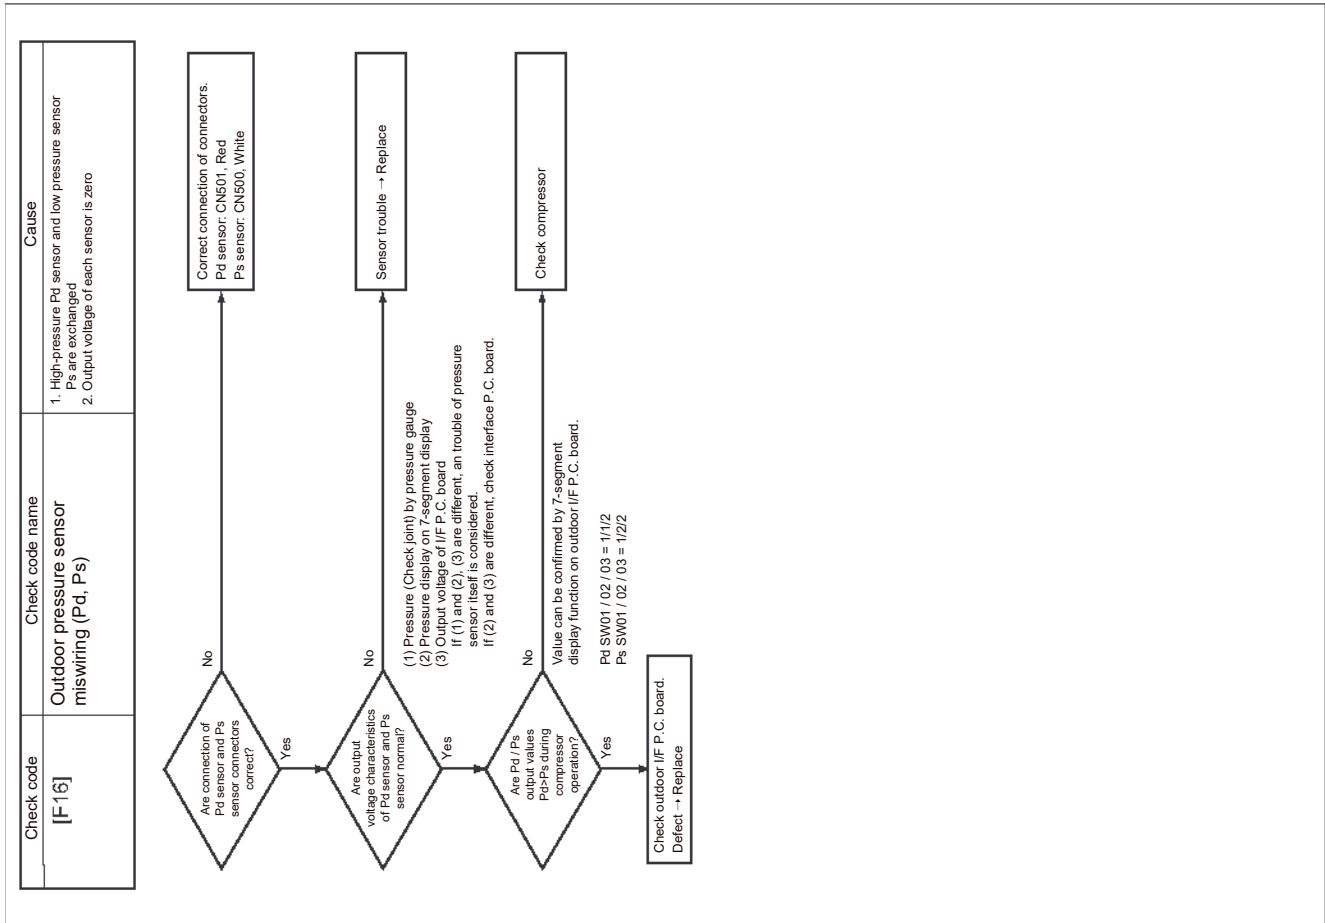 Check code
Check code name
Cause
[F16]
Outdoor pressure sensor
miswiring (Pd, Ps)
1. High-pressure Pd sensor and low pressure sensor
Ps are exchanged
2. Output voltage of each sensor is zero
Are connection of
Pd sensor and Ps
sensor connectors
correct?
No
Correct connection of connectors.
Pd sensor: CN501, Red
Ps sensor: CN500, White
Yes
Are output
voltage characteristics
of Pd sensor and Ps
sensor normal?
No
Sensor trouble → Replace
(1) Pressure (Check joint) by pressure gauge
(2) Pressure display on 7-segment display
(3) Output voltage of I/F P.C. board
If (1) and (2), (3) are different, an trouble of pressure
sensor itself is considered.
If (2) and (3) are different, check interface P.C. board.
Yes
Are Pd / Ps
output values
Pd>Ps during
compressor
operation?
No
Check compressor
Value can be confirmed by 7-segment
display function on outdoor I/F P.C. board.
Pd SW01 / 02 / 03 = 1/1/2
Ps SW01 / 02 / 03 = 1/2/2
Yes
Check outdoor I/F P.C. board.
Defect → Replace